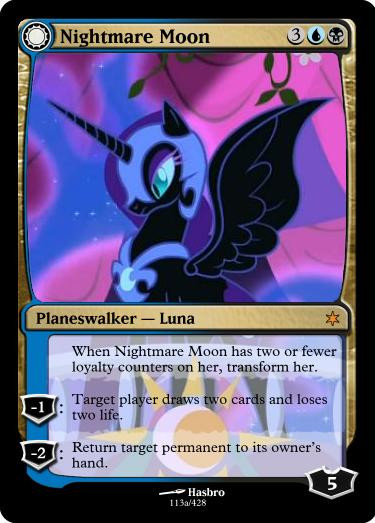 Nightmare Moon 3
Planeswalker — Luna
When Nightmare Moon has two or fewer
loyalty counters on her, transform her.
-1: Target player draws two cards and loses
two life.
-2: Return target permanent to its owner's
hand.
5
Hasbro
113a/428